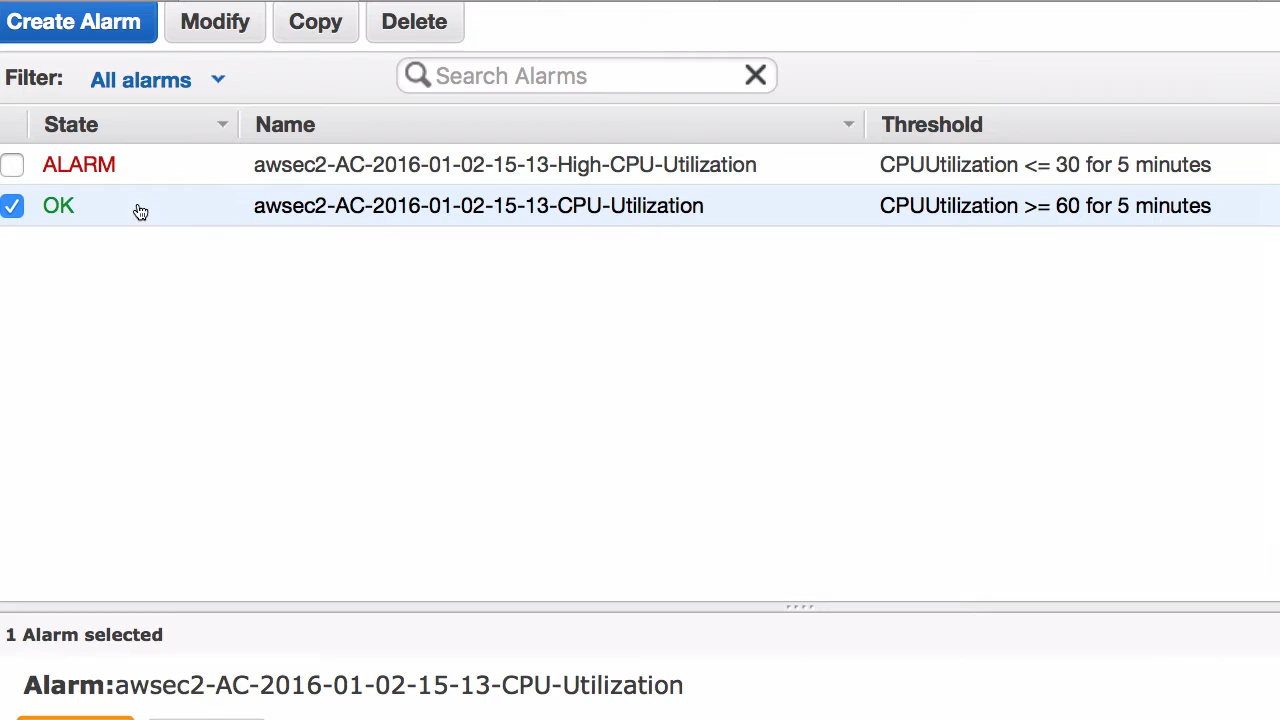 Create Alarm Modify Copy Delete
Filter: All alarms Search Alarms
State Name Threshold
ALARM awsec2-AC-2016-01-02-15-13-High-CPU-Utilization CPUUtilization <= 30 for 5 minutes
OK awsec2-AC-2016-01-02-15-13-CPU-Utilization CPUUtilization >= 60 for 5 minutes
1 Alarm selected
Alarm:awsec2-AC-2016-01-02-15-13-CPU-Utilization